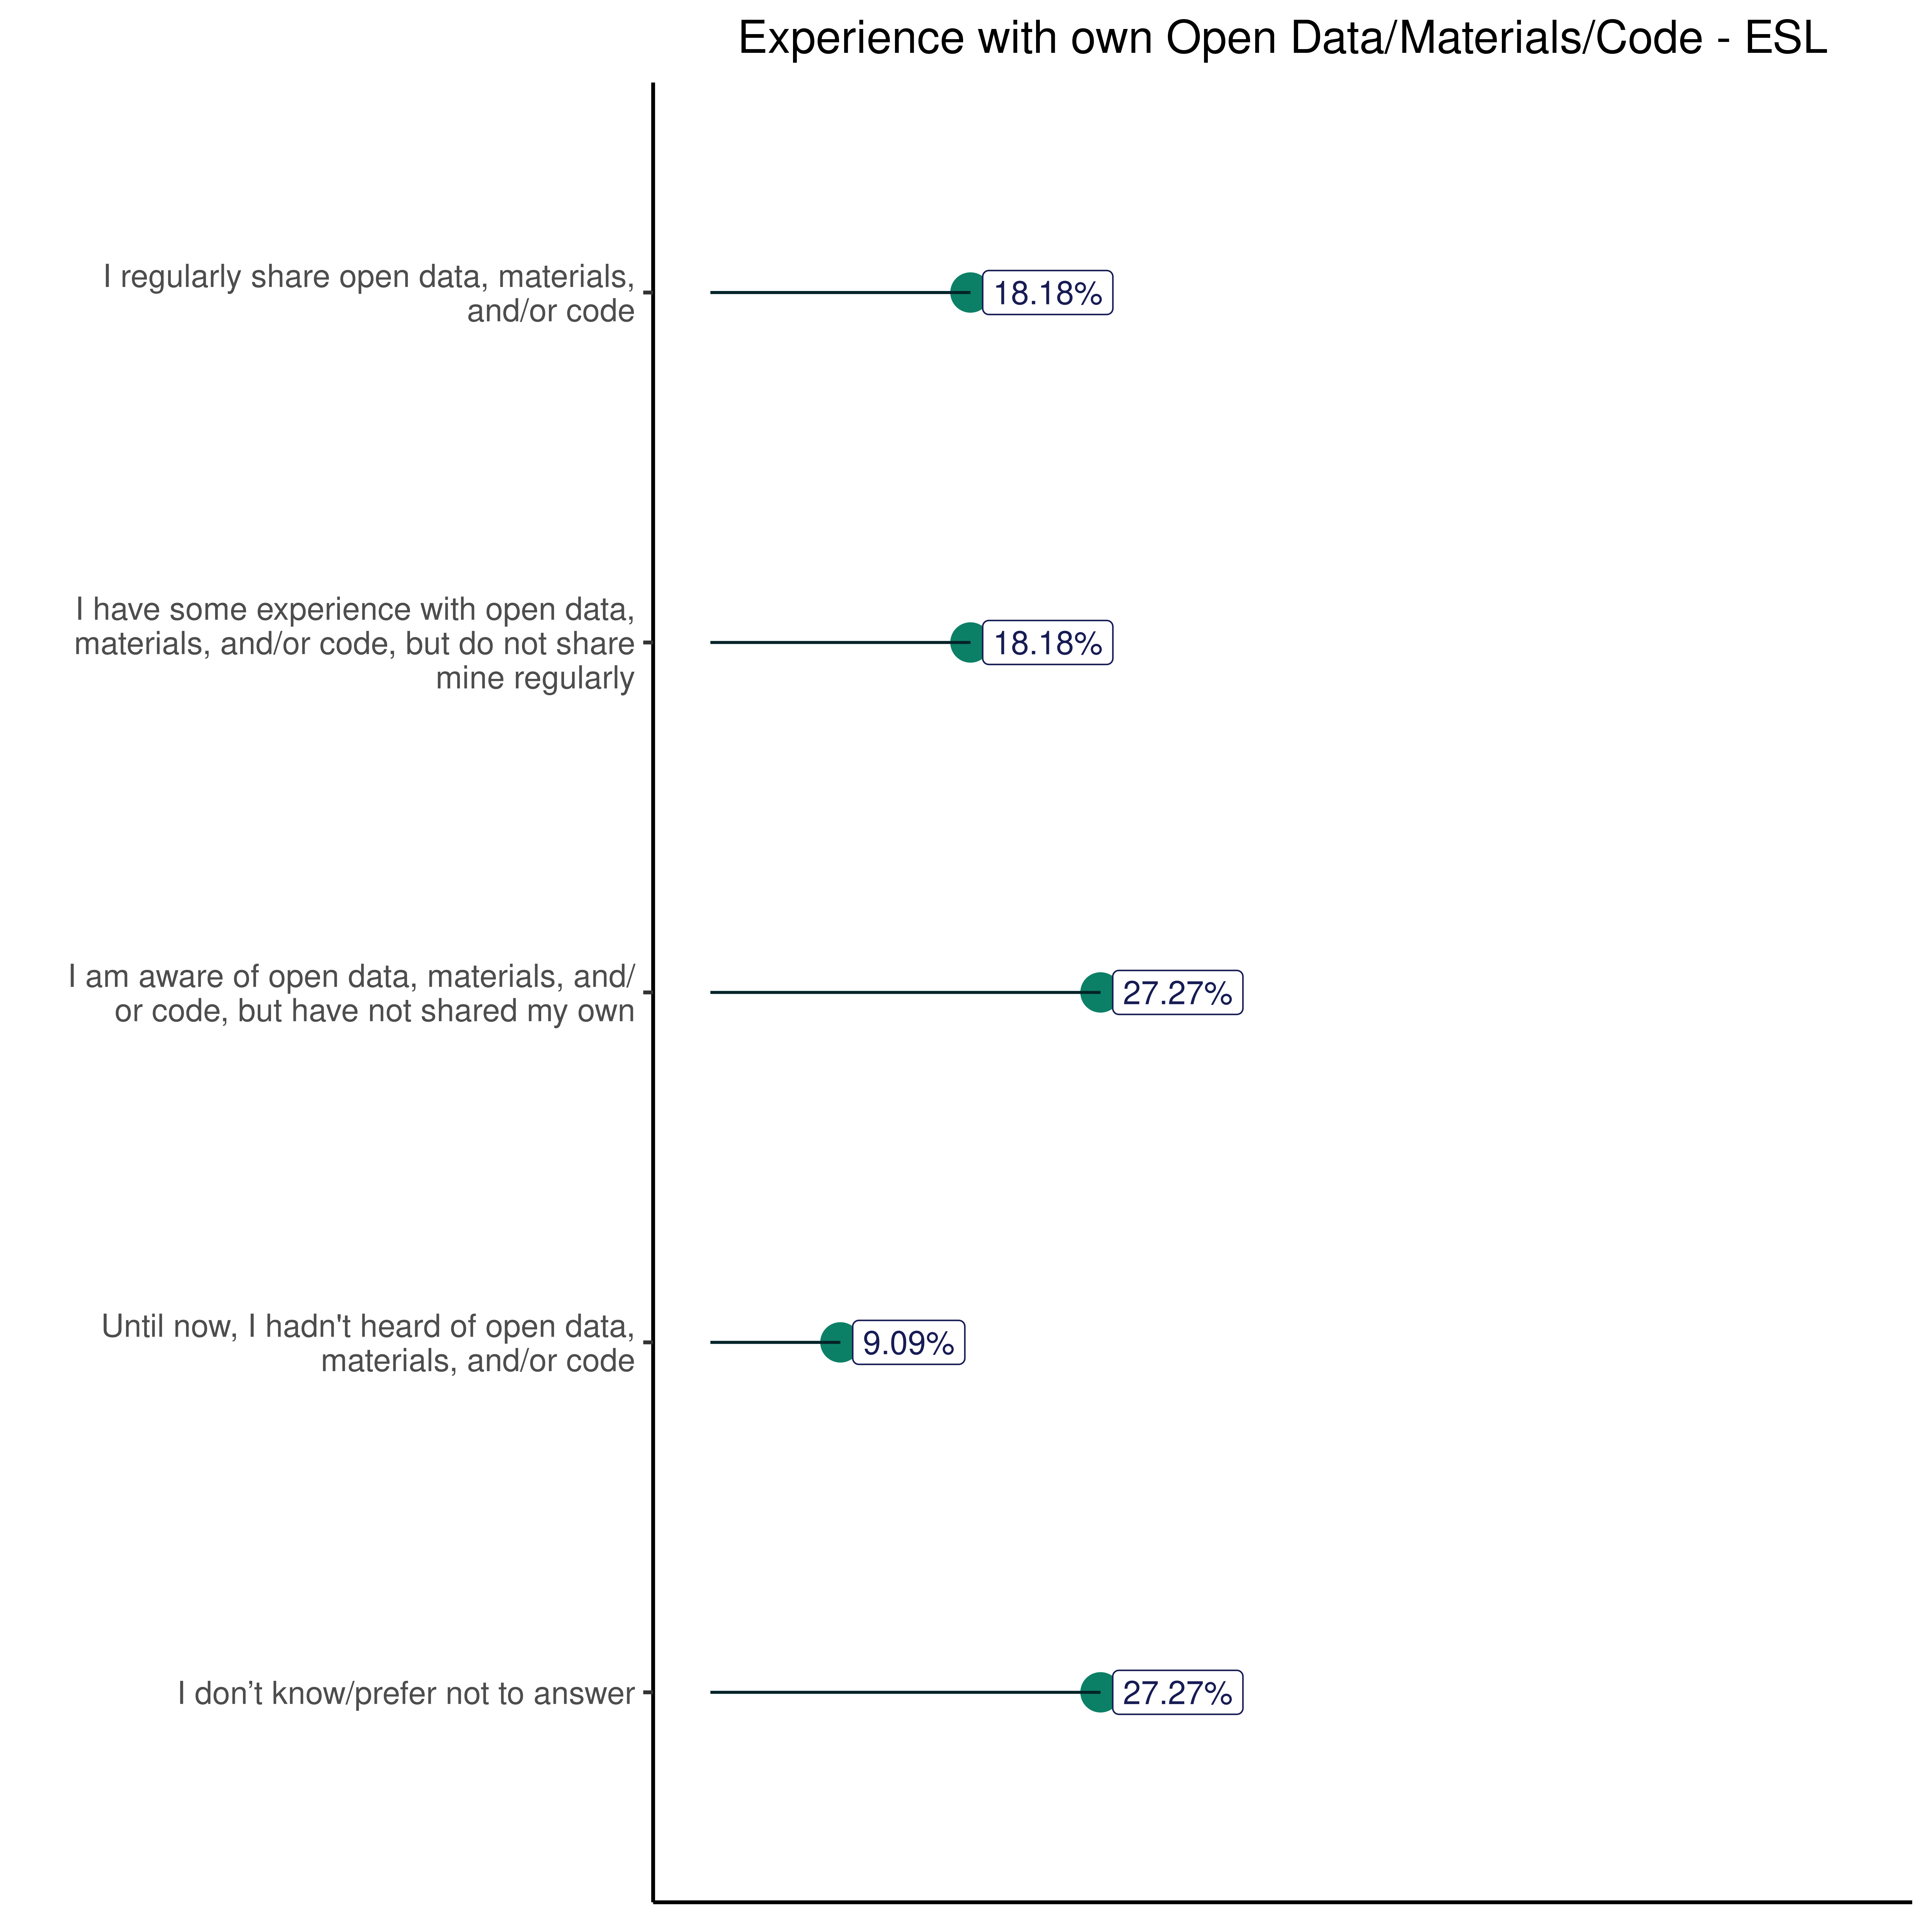 Experience with own Open Data/Materials/Code - ESL
I regularly share open data, materials,
and/or code
18.18%
I have some experience with open data,
materials, and/or code, but do not share
mine regularly
18.18%
I am aware of open data, materials, and/
or code, but have not shared my own
27.27%
Until now, I hadn't heard of open data,
materials, and/or code
9.09%
I don’t know/prefer not to answer
27.27%